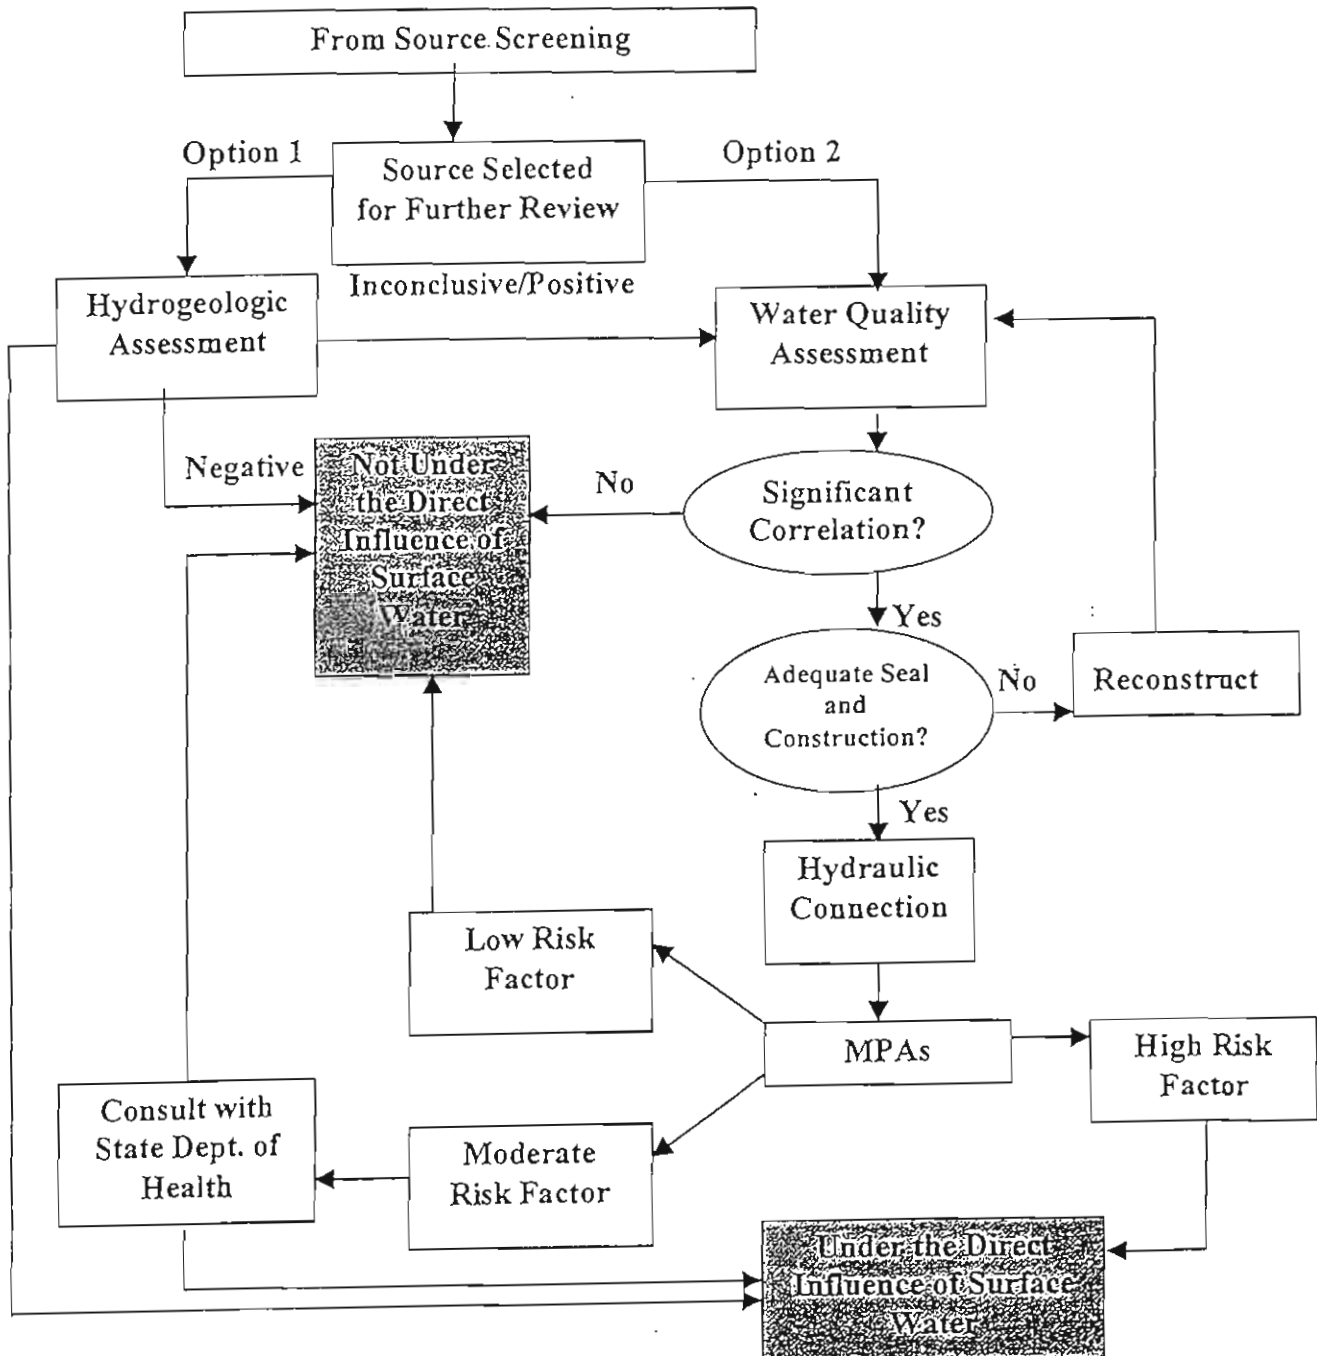 From Source Screening
Option 1
Source Selected
for Further Review
Option 2
Hydrogeologic
Assessment
Inconclusive/Positive
Water Quality
Assessment
Negative
Not Under
the Direct
Influence of
Surface
Water
No
Significant
Correlation?
Yes
Adequate Seal
and
Construction?
No
Reconstruct
Yes
Hydraulic
Connection
Low Risk
Factor
MPAs
High Risk
Factor
Consult with
State Dept. of
Health
Moderate
Risk Factor
Under the Direct
Influence of Surface
Water